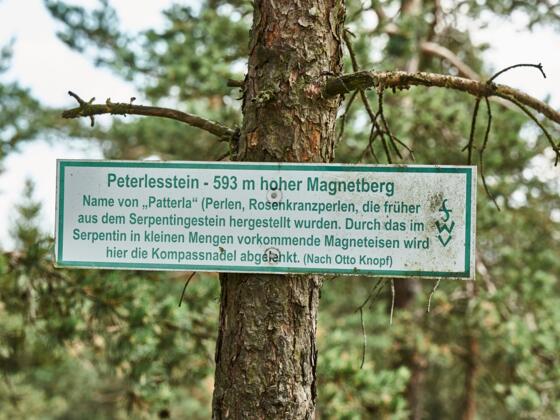 Peterlesstein - 593 m hoher Magnetberg
Name von „Patterla“ (Perlen, Rosenkranzperlen, die früher
aus dem Serpentingestein hergestellt wurden. Durch das im
Serpentin in kleinen Mengen vorkommende Magneteisen wird
hier die Kompassnadel abgelenkt. (Nach Otto Knopf)